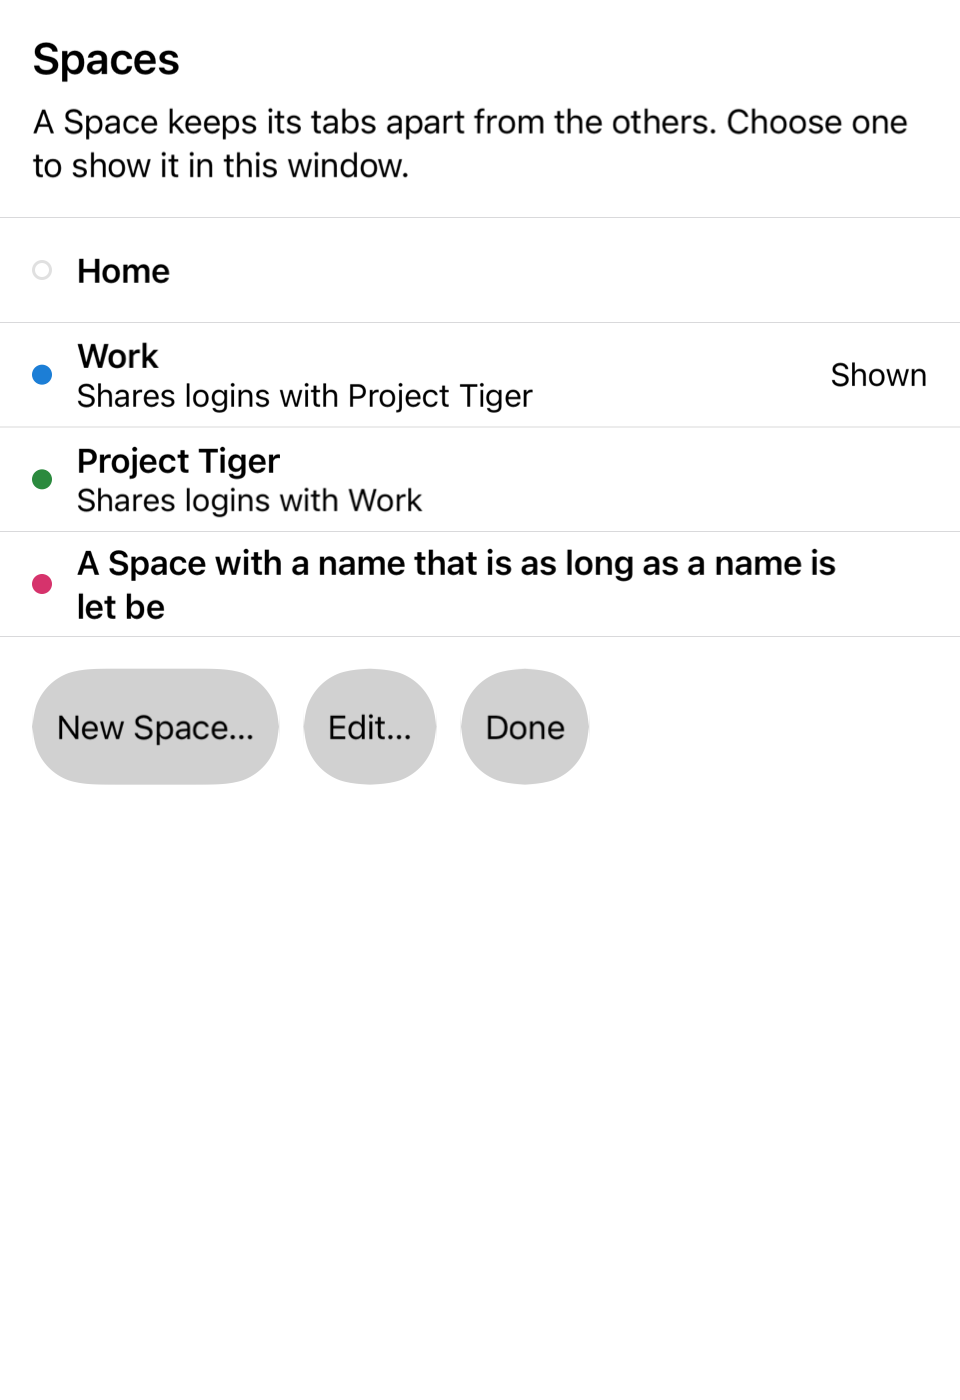 Spaces
A Space keeps its tabs apart from the others. Choose one
to show it in this window.
Home
Work
Shares logins with Project Tiger
Shown
Project Tiger
Shares logins with Work
A Space with a name that is as long as a name is
let be
New Space...
Edit...
Done